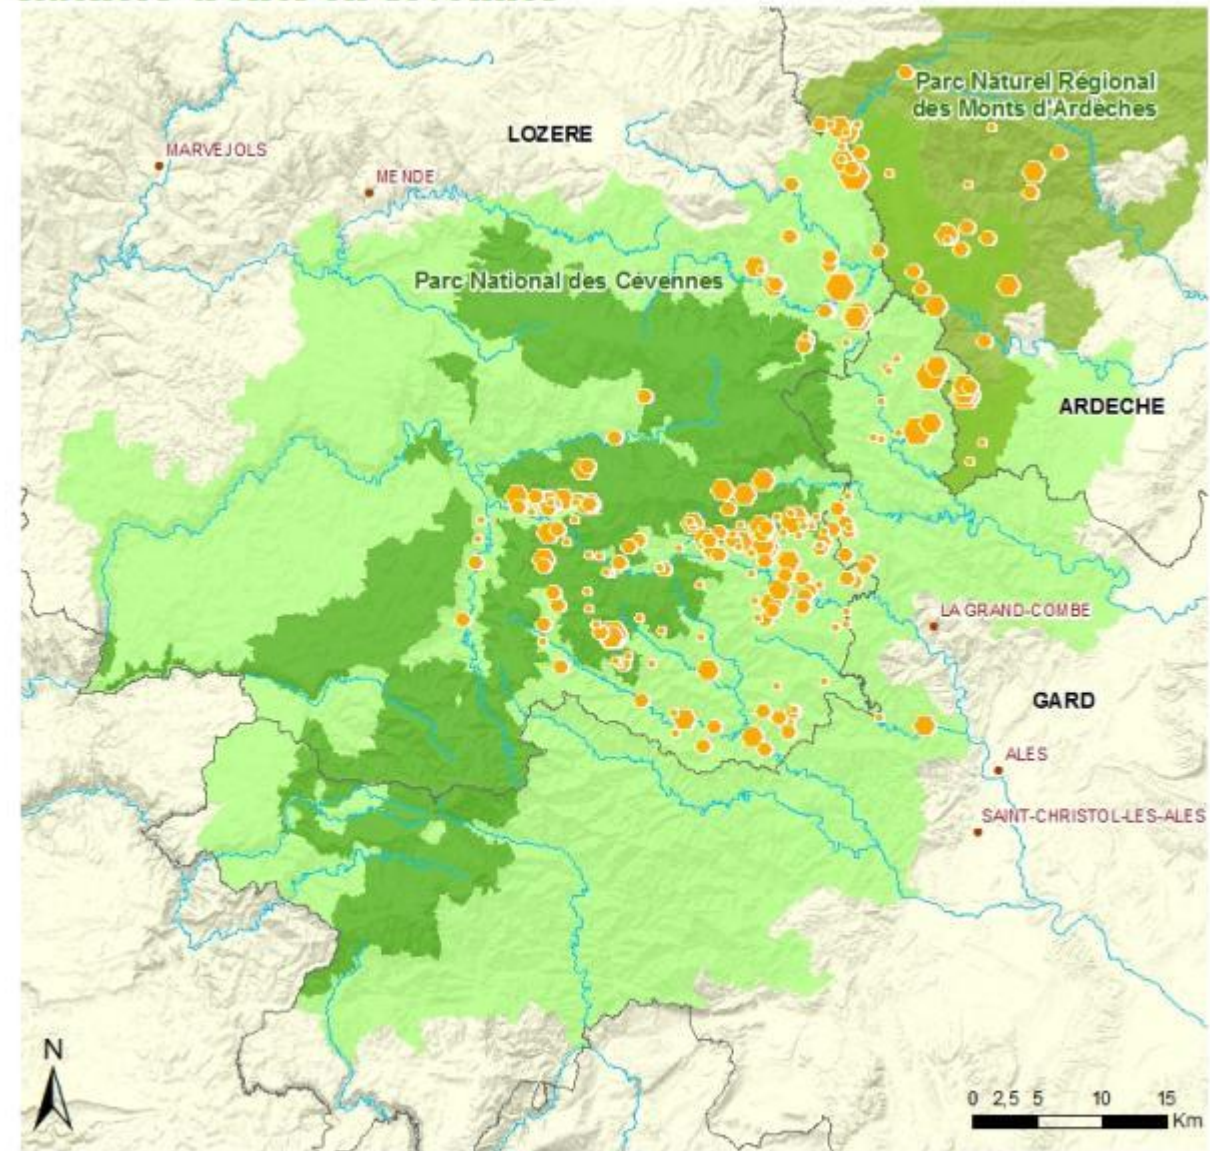 Parc Naturel Régional
des Monts d'Ardèches
LOZERE
MARVEJOLS
MENDE
Parc National des Cévennes
ARDECHE
LA GRAND-COMBE
GARD
ALES
SAINT-CHRISTOL-LES-ALES
N
0 2,5 5 10 15
Km